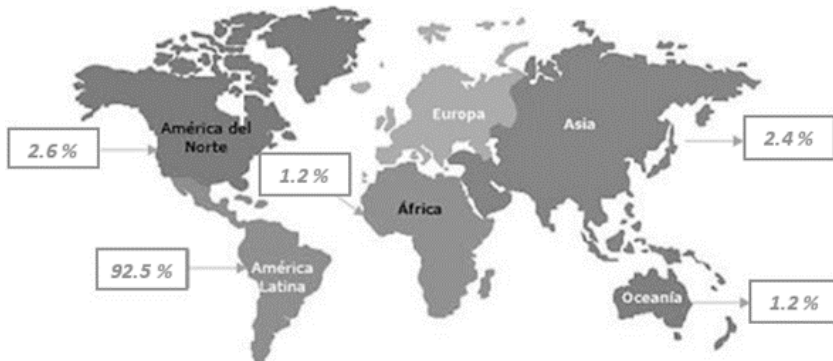 Europa
Asia
América del
Norte
2.6 %
2.4 %
1.2 %
África
92.5 %
América
Latina
Oceanía
1.2 %